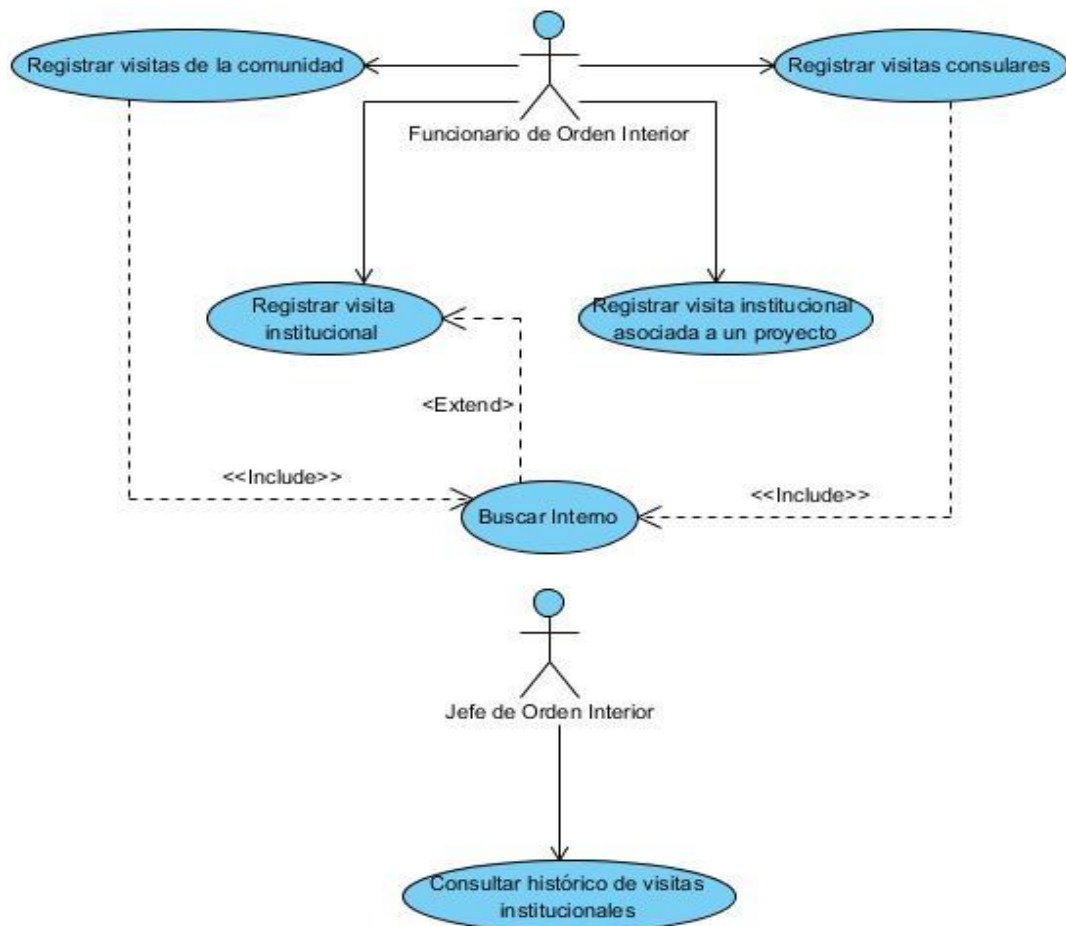 Registrar visitas de la comunidad
Registrar visitas consulares
Funcionario de Orden Interior
Registrar visita
institucional
Registrar visita institucional
asociada a un proyecto
<Extend>
<<Include>>
<<Include>>
Buscar Interno
Jefe de Orden Interior
Consultar histórico de visitas
institucionales